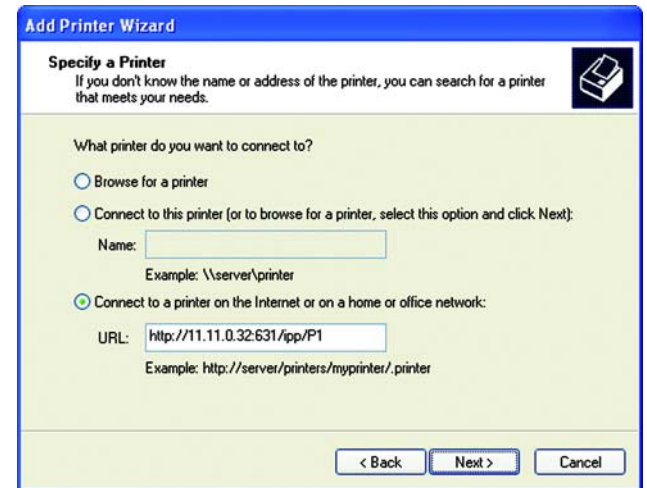 Add Printer Wizard
Specify a Printer
If you don't know the name or address of the printer, you can search for a printer
that meets your needs.
What printer do you want to connect to?
Browse for a printer
Connect to this printer (or to browse for a printer, select this option and click Next):
Name:
Example: \\server\printer
Connect to a printer on the Internet or on a home or office network:
URL: http://11.11.0.32:631/ipp/P1
Example: http://server/printers/myprinter/.printer
< Back Next > Cancel